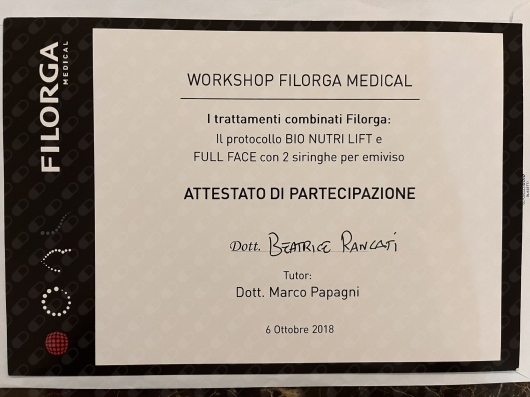 FILORGA
MEDICAL
WORKSHOP FILORGA MEDICAL
I trattamenti combinati Filorga:
Il protocollo BIO NUTRI LIFT e
FULL FACE con 2 siringhe per emiviso
ATTESTATO DI PARTECIPAZIONE
Dott. BEATRICE RANCATI
Tutor:
Dott. Marco Papagni
6 Ottobre 2018